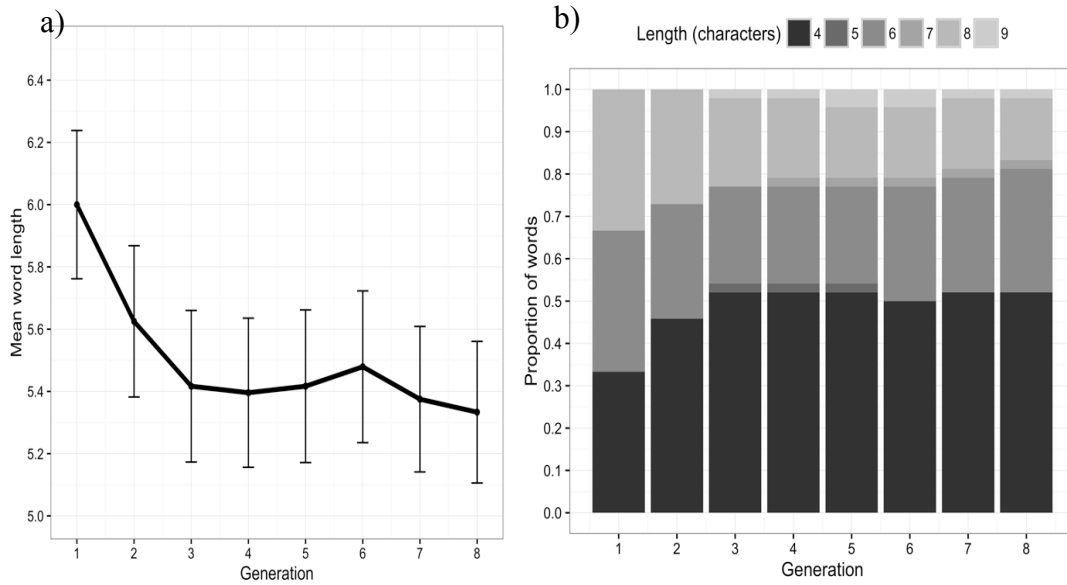 a)
6.4
6.2
6.0
5.8
5.6
5.4
5.2
5.0
Mean word length
1 2 3 4 5 6 7 8
Generation
b)
Length (characters) 4 5 6 7 8 9
1.0
0.9
0.8
0.7
0.6
0.5
0.4
0.3
0.2
0.1
0.0
Proportion of words
1 2 3 4 5 6 7 8
Generation